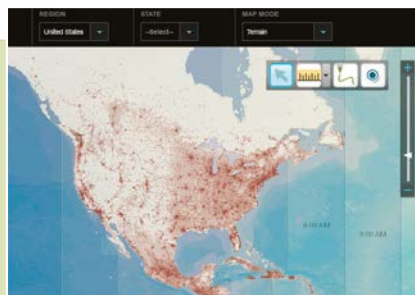 REGION
STATE
MAP MODE
United States
--Select--
Terrain
8:00 AM
9:00 AM